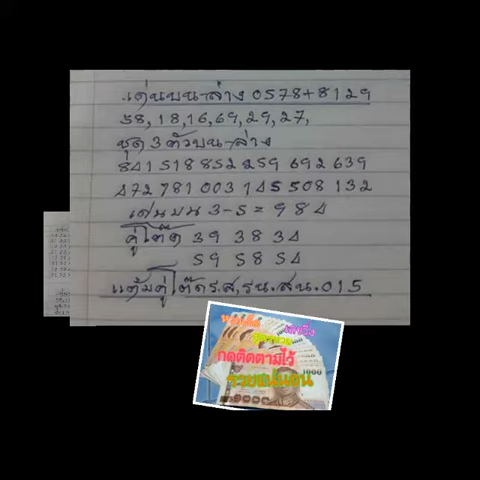 เด่นบน-ล่าง 0578+8129
58,18,16,69,29,27,
ชุด 3 ตัวบน-ล่าง
841 518 852 259 692 639
472 781 003 145 508 132
เด่นบน 3-5 = 984
คู่โต๊ด 39 38 34
59 58 54
แต้มคู่โต๊ดร.ส,รน.สน.015
กดติดตามไว้
รวยแน่นอน
1000